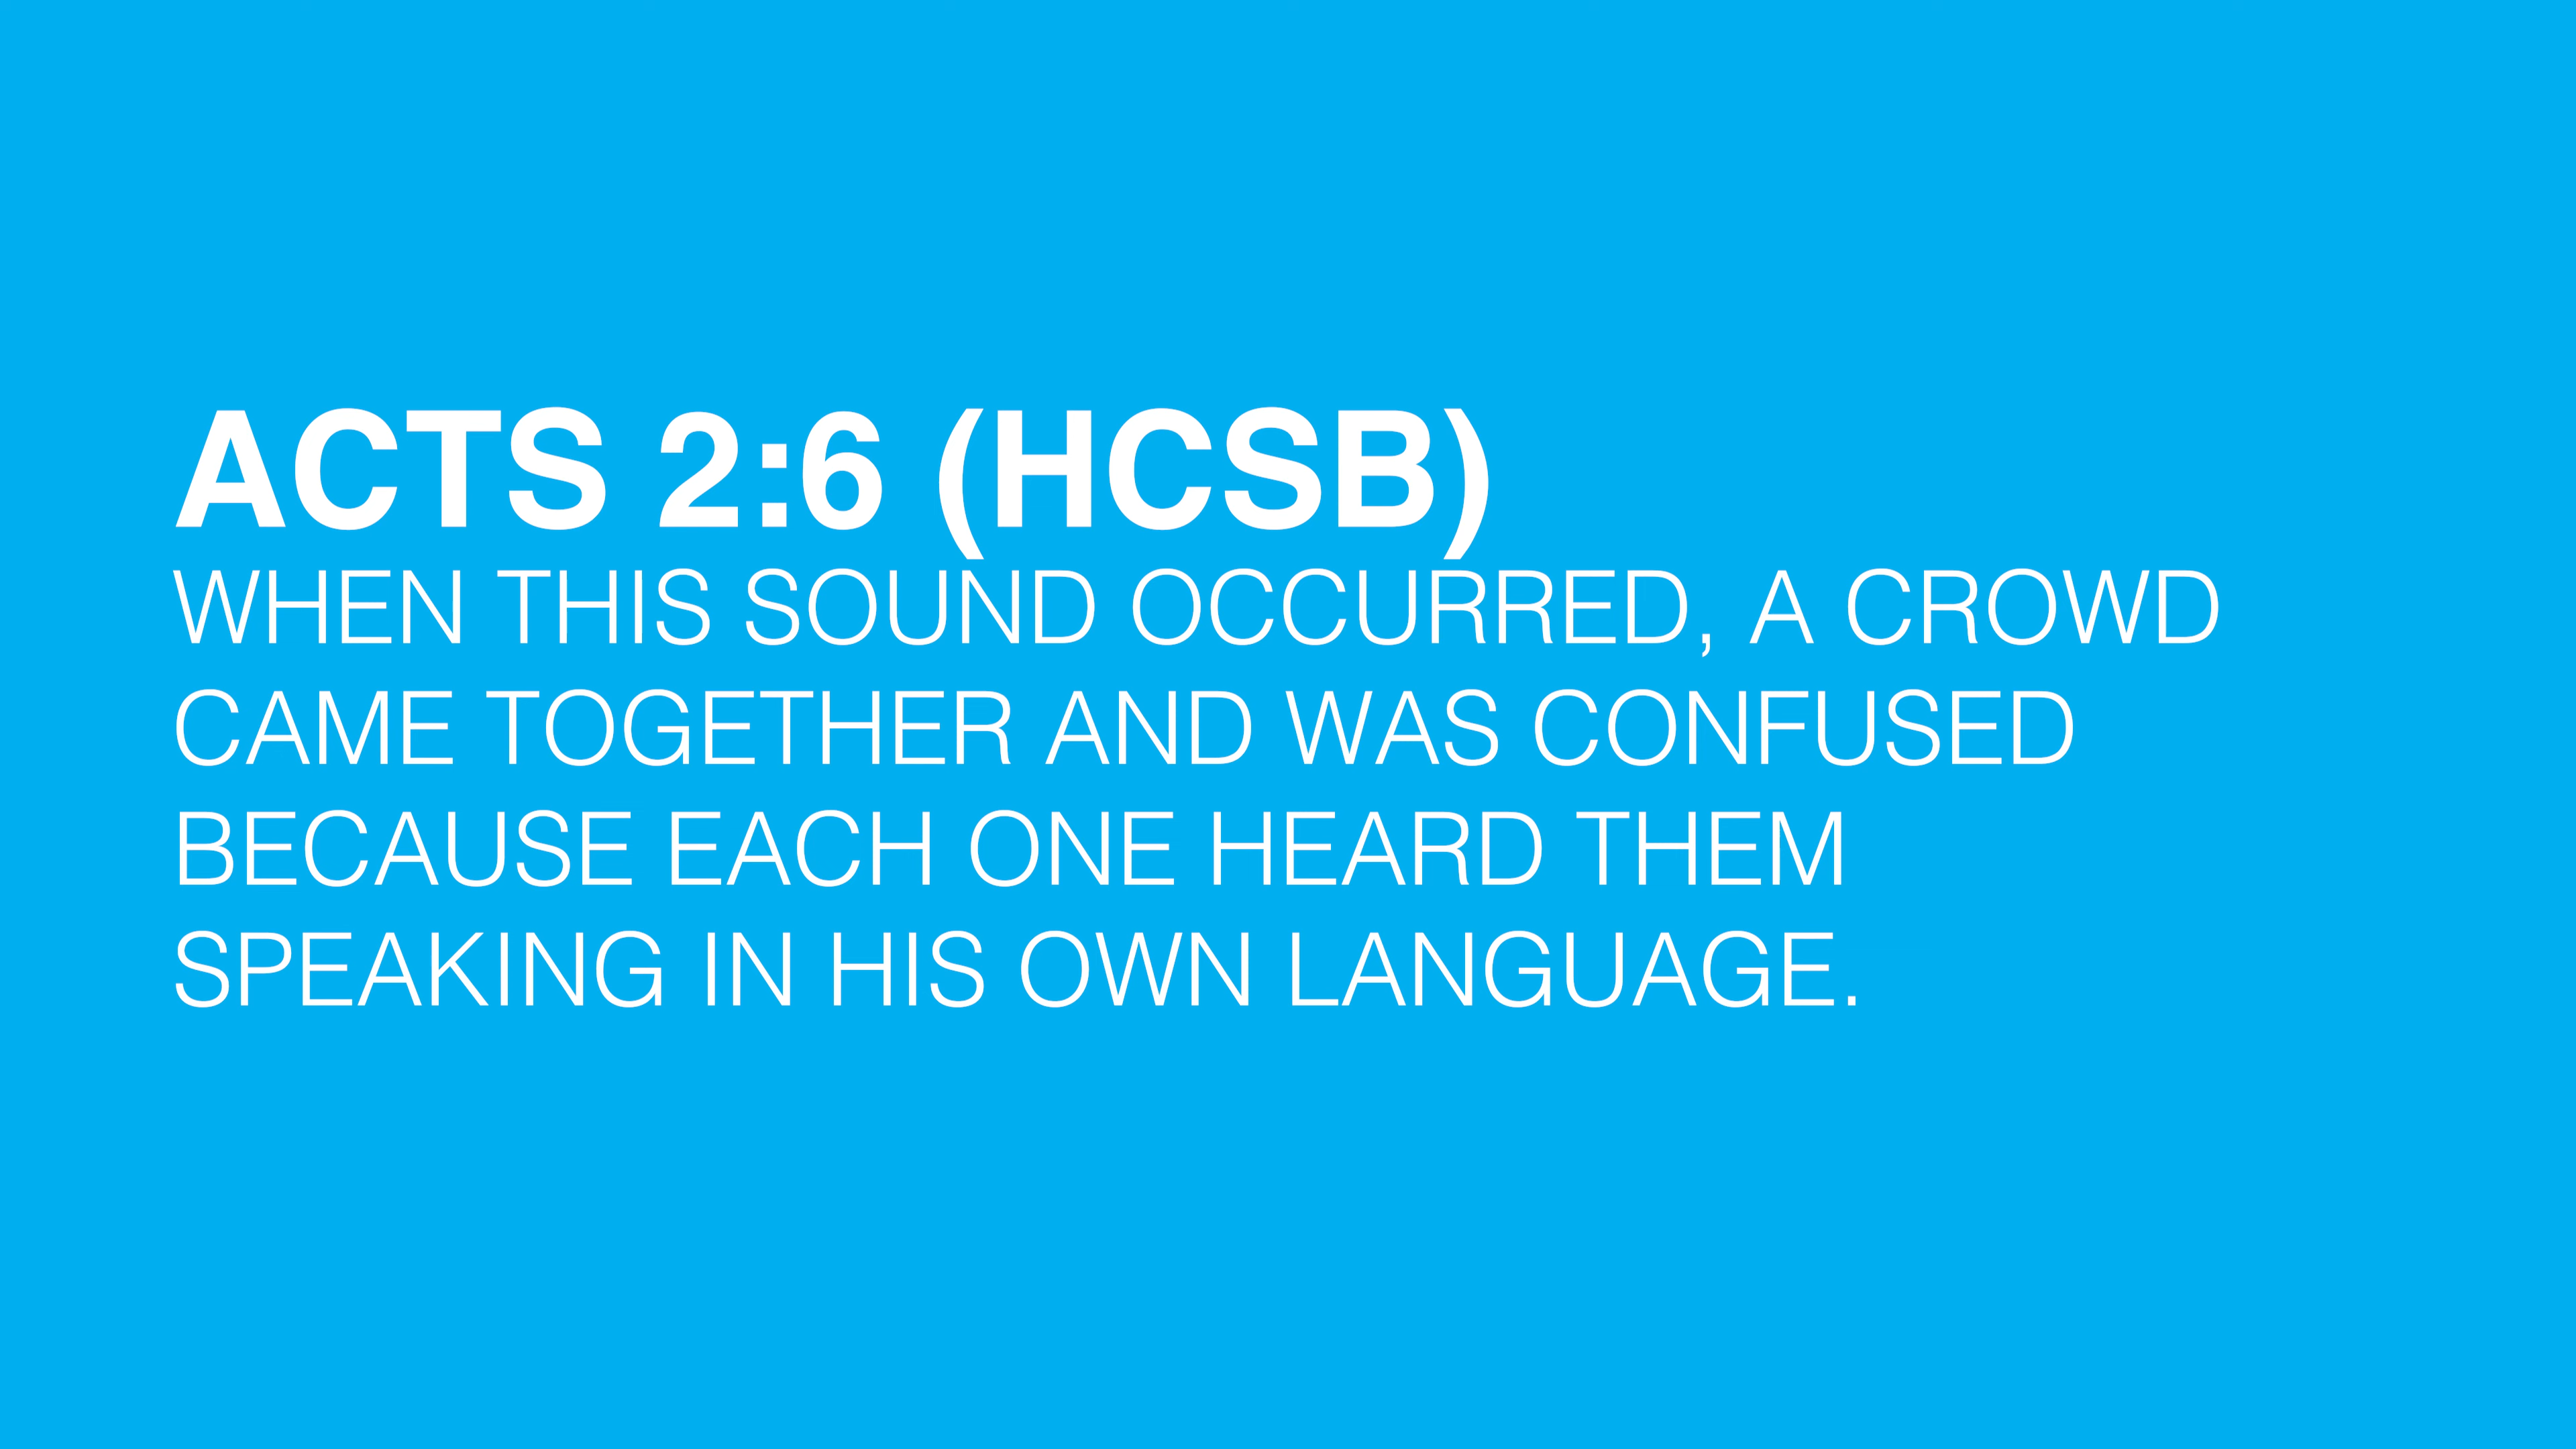 ACTS 2:6 (HCSB)
WHEN THIS SOUND OCCURRED, A CROWD
CAME TOGETHER AND WAS CONFUSED
BECAUSE EACH ONE HEARD THEM
SPEAKING IN HIS OWN LANGUAGE.